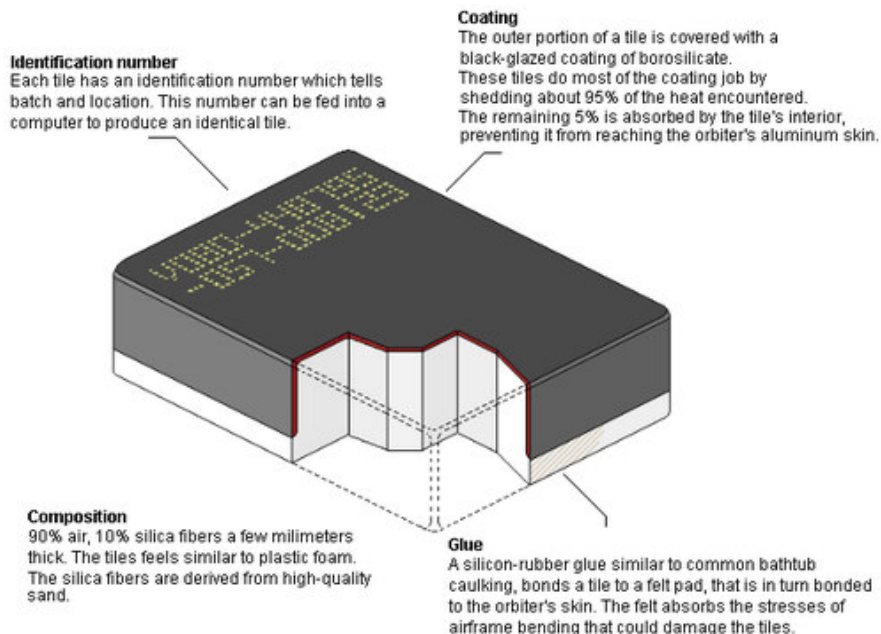 Identification number
Each tile has an identification number which tells
batch and location. This number can be fed into a
computer to produce an identical tile.
Coating
The outer portion of a tile is covered with a
black-glazed coating of borosilicate.
These tiles do most of the coating job by
shedding about 95% of the heat encountered.
The remaining 5% is absorbed by the tile's interior,
preventing it from reaching the orbiter's aluminum skin.
Composition
90% air, 10% silica fibers a few milimeters
thick. The tiles feels similar to plastic foam.
The silica fibers are derived from high-quality
sand.
Glue
A silicon-rubber glue similar to common bathtub
caulking, bonds a tile to a felt pad, that is in turn bonded
to the orbiter's skin. The felt absorbs the stresses of
airframe bending that could damage the tiles.